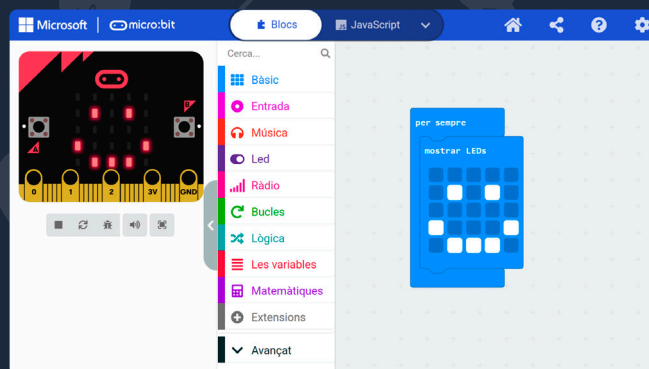 Microsoft
micro:bit
Blocs
JavaScript
Cerca...
Bàsic
Entrada
Música
Led
Ràdio
Bucles
Lògica
Les variables
Matemàtiques
Extensions
Avançat
A
B
0
1
2
3V
GND
per sempre
mostrar LEDs